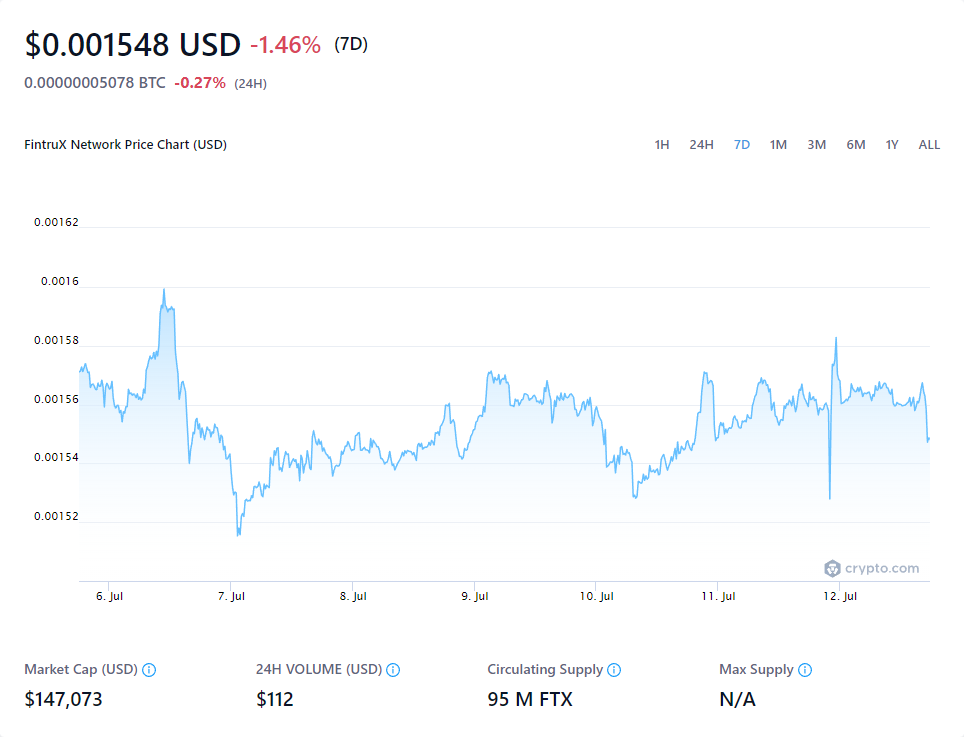 $0.001548 USD -1.46% (7D)
0.00000005078 BTC -0.27% (24H)
FintruX Network Price Chart (USD)
1H 24H 7D 1M 3M 6M 1Y ALL
0.00162
0.0016
0.00158
0.00156
0.00154
0.00152
crypto.com
6. Jul 7. Jul 8. Jul 9. Jul 10. Jul 11. Jul 12. Jul
Market Cap (USD) 24H VOLUME (USD) Circulating Supply Max Supply
$147,073 $112 95 M FTX N/A